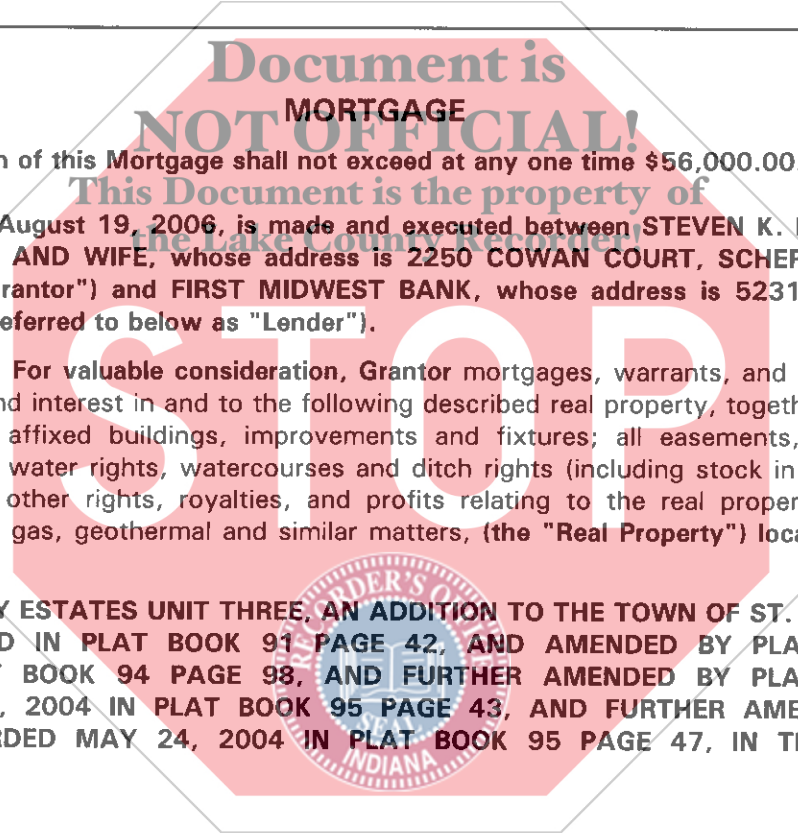 Document is
MORTGAGE
NOT OFFICIAL!
n of this Mortgage shall not exceed at any one time $56,000.00.
This Document is the property of
August 19, 2006, is made and executed between STEVEN K.
the Lake County Recorder!
AND WIFE, whose address is 2250 COWAN COURT, SCHER
rantor") and FIRST MIDWEST BANK, whose address is 5231
eferred to below as "Lender").
For valuable consideration, Grantor mortgages, warrants, and
nd interest in and to the following described real property, togeth
affixed buildings, improvements and fixtures; all easements,
water rights, watercourses and ditch rights (including stock in
STOP
other rights, royalties, and profits relating to the real proper
gas, geothermal and similar matters, (the "Real Property") loca
RECORDER'S OFFICE
Y ESTATES UNIT THREE, AN ADDITION TO THE TOWN OF ST.
D IN PLAT BOOK 91 PAGE 42, AND AMENDED BY PLA
T BOOK 94 PAGE 98, AND FURTHER AMENDED BY PLA
, 2004 IN PLAT BOOK 95 PAGE 43, AND FURTHER AME
SEAL
RDED MAY 24, 2004 IN PLAT BOOK 95 PAGE 47, IN T
INDIANA